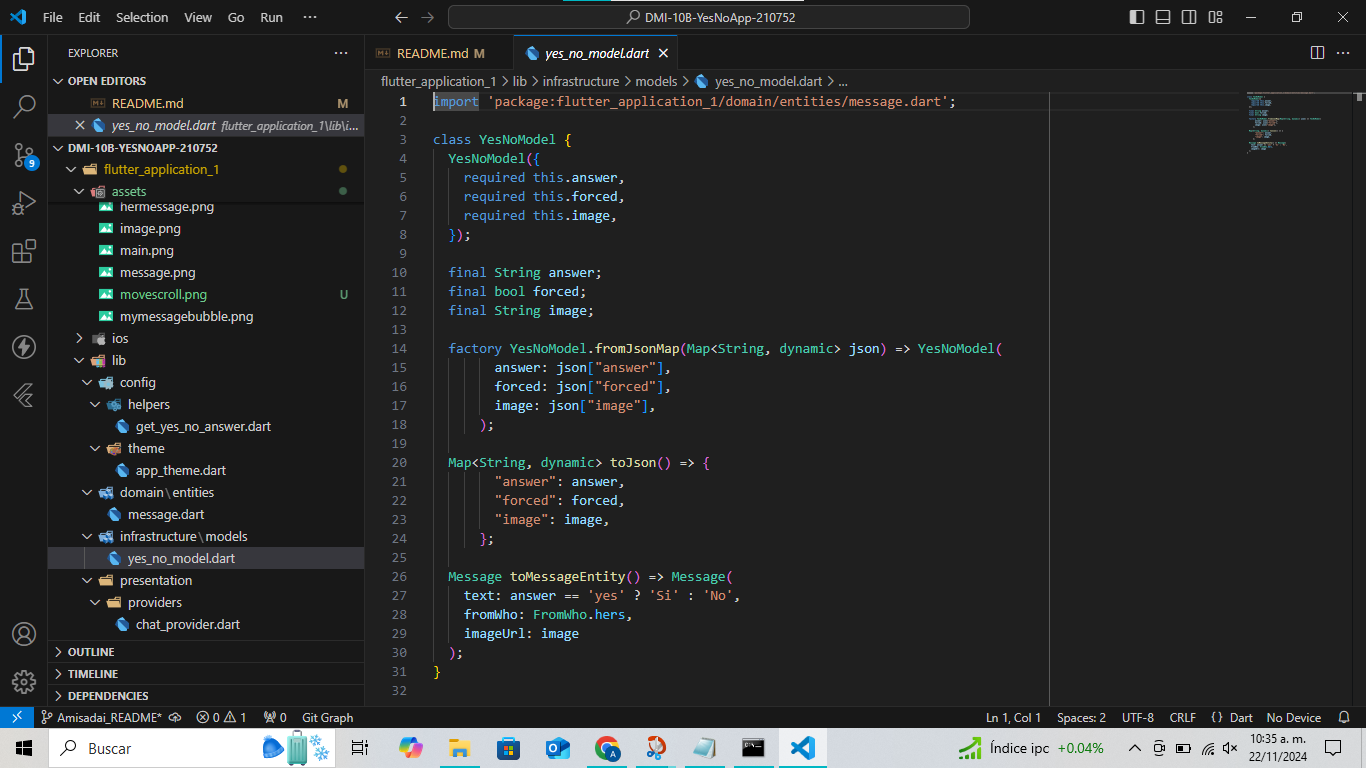 File Edit Selection View Go Run ··· DMI-10B-YesNoApp-210752
EXPLORER
OPEN EDITORS
README.md M
yes_no_model.dart flutter_application_1\lib\i...
DMI-10B-YESNOAPP-210752
flutter_application_1
assets
hermessage.png
image.png
main.png
message.png
movescroll.png U
mymessagebubble.png
ios
lib
config
helpers
get_yes_no_answer.dart
theme
app_theme.dart
domain\entities
message.dart
infrastructure\models
yes_no_model.dart
presentation
providers
chat_provider.dart
OUTLINE
TIMELINE
DEPENDENCIES
9
README.md M yes_no_model.dart
flutter_application_1 > lib > infrastructure > models > yes_no_model.dart > ...
1 import 'package:flutter_application_1/domain/entities/message.dart';
2
3 class YesNoModel {
4 YesNoModel({
5 required this.answer,
6 required this.forced,
7 required this.image,
8 });
9
10 final String answer;
11 final bool forced;
12 final String image;
13
14 factory YesNoModel.fromJsonMap(Map<String, dynamic> json) => YesNoModel(
15 answer: json["answer"],
16 forced: json["forced"],
17 image: json["image"],
18 );
19
20 Map<String, dynamic> toJson() => {
21 "answer": answer,
22 "forced": forced,
23 "image": image,
24 };
25
26 Message toMessageEntity() => Message(
27 text: answer == 'yes' ? 'Si' : 'No',
28 fromWho: FromWho.hers,
29 imageUrl: image
30 );
31 }
32
Amisadai_README* 0 1 0 Git Graph Ln 1, Col 1 Spaces: 2 UTF-8 CRLF {} Dart No Device
Buscar Índice ipc +0.04% 10:35 a. m.
22/11/2024